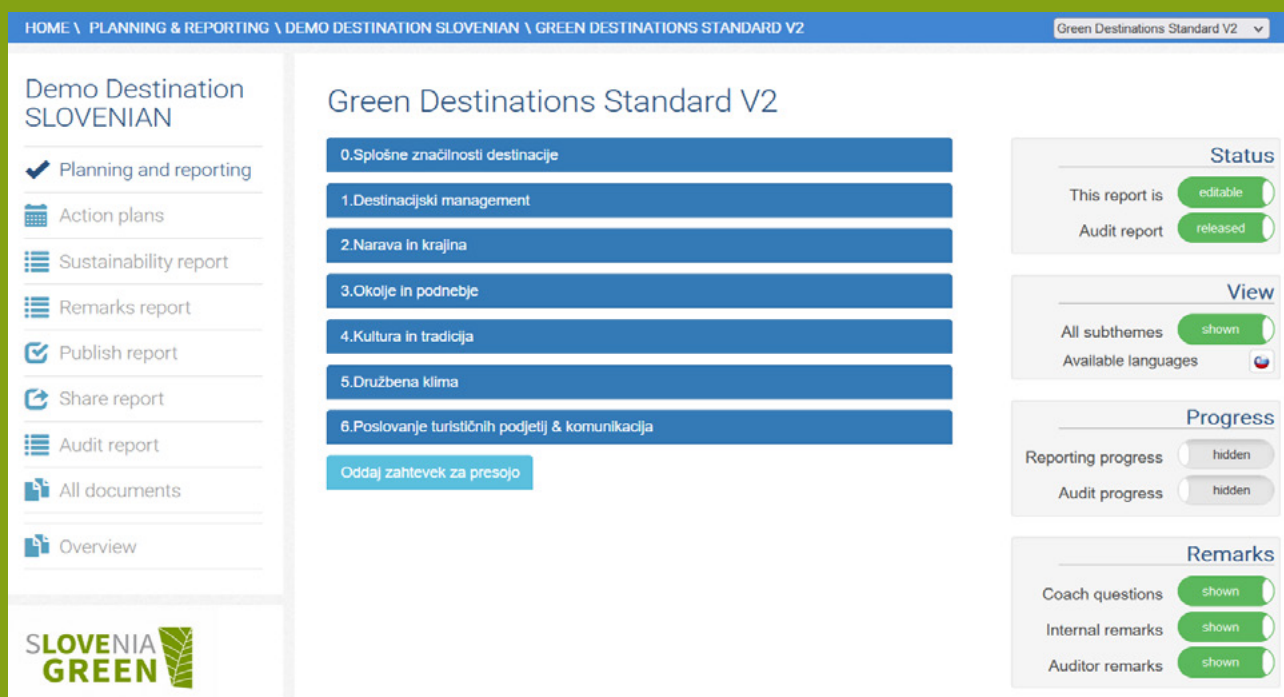 HOME \ PLANNING & REPORTING \ DEMO DESTINATION SLOVENIAN \ GREEN DESTINATIONS STANDARD V2
Green Destinations Standard V2
Demo Destination
SLOVENIAN
Planning and reporting
Action plans
Sustainability report
Remarks report
Publish report
Share report
Audit report
All documents
Overview
SLOVENIA
GREEN
Green Destinations Standard V2
0.Splošne značilnosti destinacije
1.Destinacijski management
2.Narava in krajina
3.Okolje in podnebje
4.Kultura in tradicija
5.Družbena klima
6.Poslovanje turističnih podjetij & komunikacija
Oddaj zahtevek za presojo
Status
This report is editable
Audit report released
View
All subthemes shown
Available languages
Progress
Reporting progress hidden
Audit progress hidden
Remarks
Coach questions shown
Internal remarks shown
Auditor remarks shown